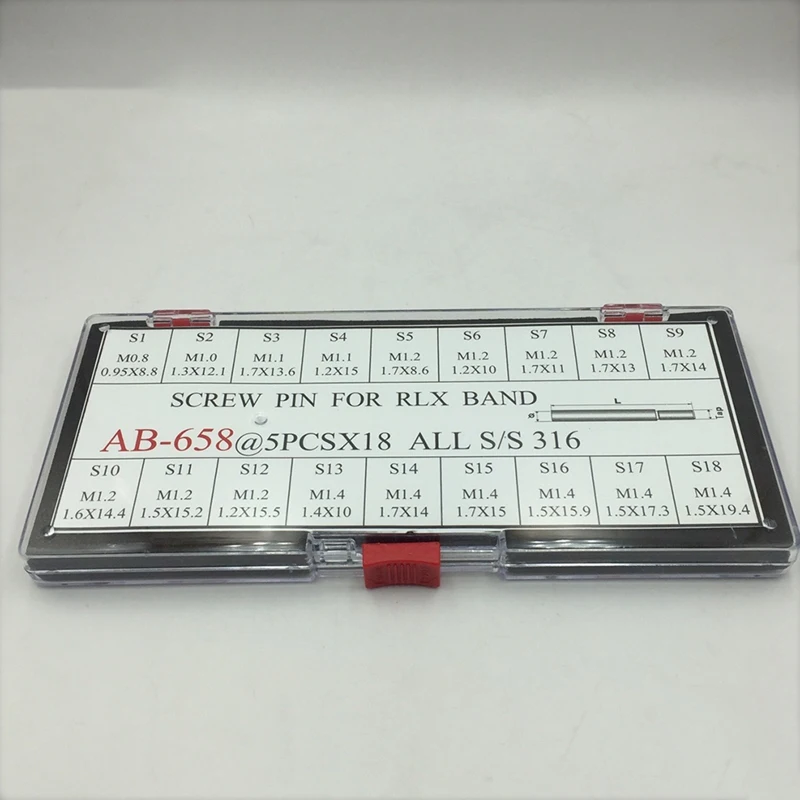 S1 S2 S3 S4 S5 S6 S7 S8 S9
M0.8 M1.0 M1.1 M1.1 M1.2 M1.2 M1.2 M1.2 M1.2
0.95X8.8 1.3X12.1 1.7X13.6 1.2X15 1.7X8.6 1.2X10 1.7X11 1.7X13 1.7X14
SCREW PIN FOR RLX BAND
Ø L Tap
AB-658@5PCSX18 ALL S/S 316
S10 S11 S12 S13 S14 S15 S16 S17 S18
M1.2 M1.2 M1.2 M1.4 M1.4 M1.4 M1.4 M1.4 M1.4
1.6X14.4 1.5X15.2 1.2X15.5 1.4X10 1.7X14 1.7X15 1.5X15.9 1.5X17.3 1.5X19.4